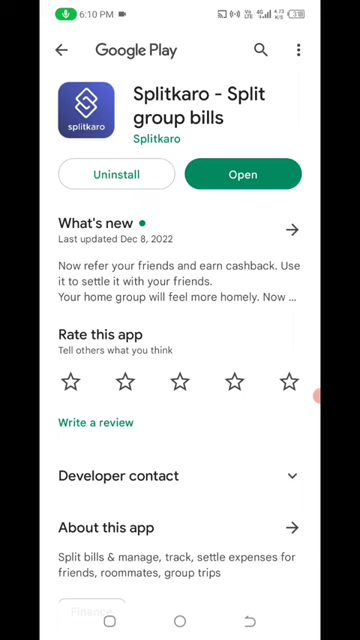 6:10 PM
Google Play
Splitkaro - Split
group bills
splitkaro
Splitkaro
Uninstall
Open
What's new
Last updated Dec 8, 2022
Now refer your friends and earn cashback. Use
it to settle it with your friends.
Your home group will feel more homely. Now ...
Rate this app
Tell others what you think
Write a review
Developer contact
About this app
Split bills & manage, track, settle expenses for
friends, roommates, group trips
Finance